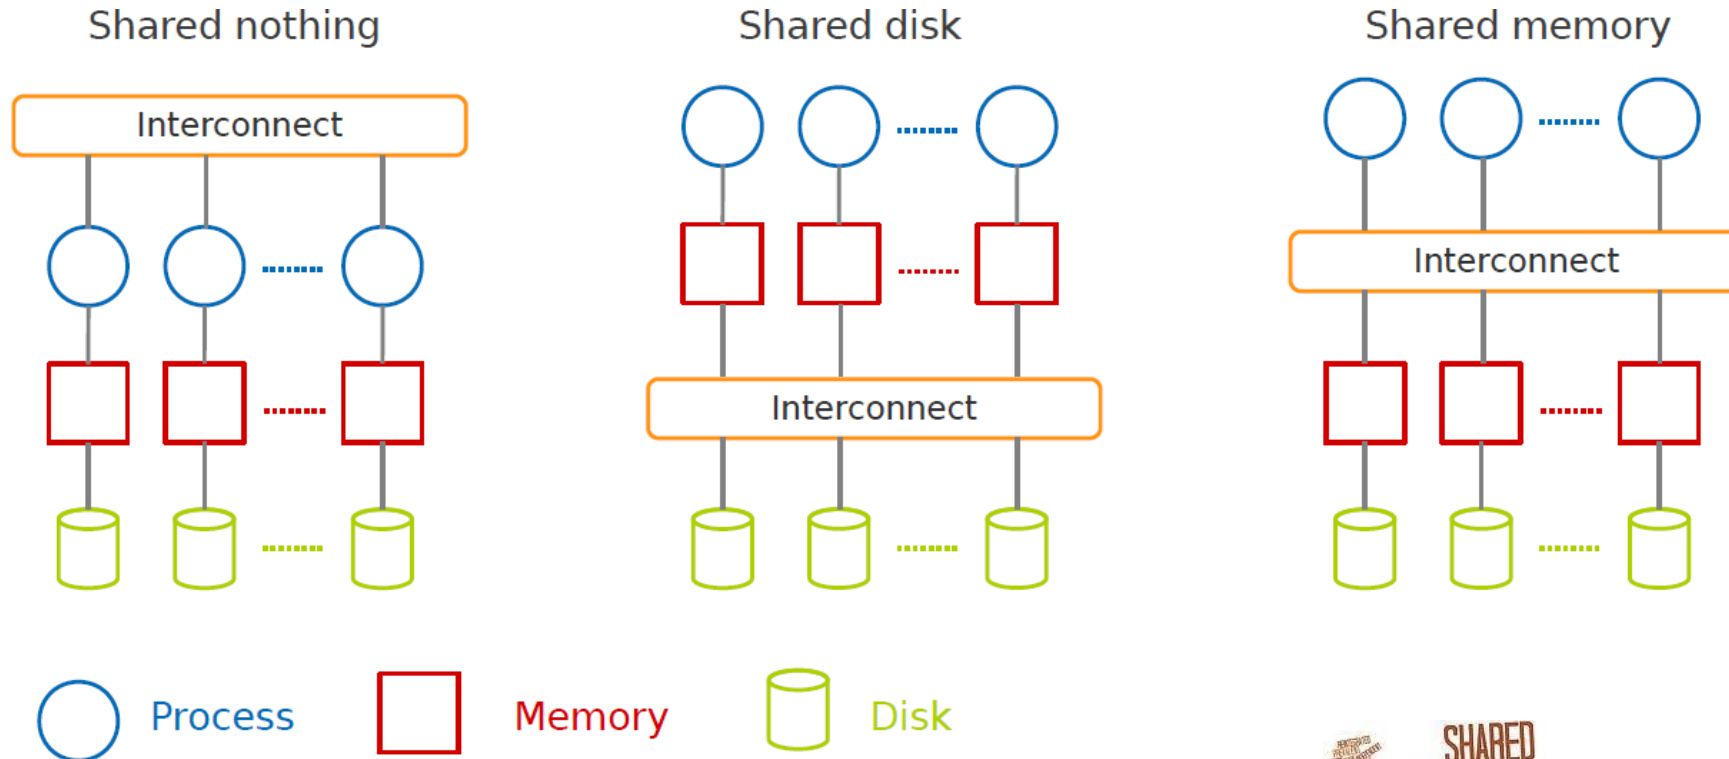 Shared nothing
Shared disk
Shared memory
Interconnect
Interconnect
Interconnect
Process
Memory
Disk
SHARED